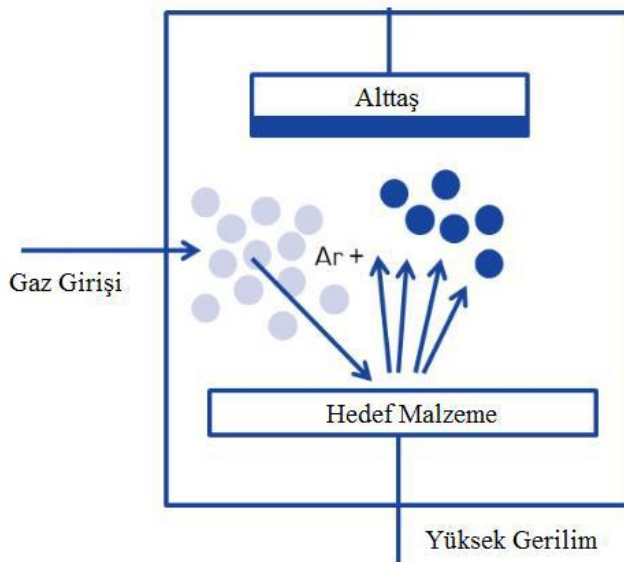 Alttaş
Ar +
Gaz Girişi
Hedef Malzeme
Yüksek Gerilim